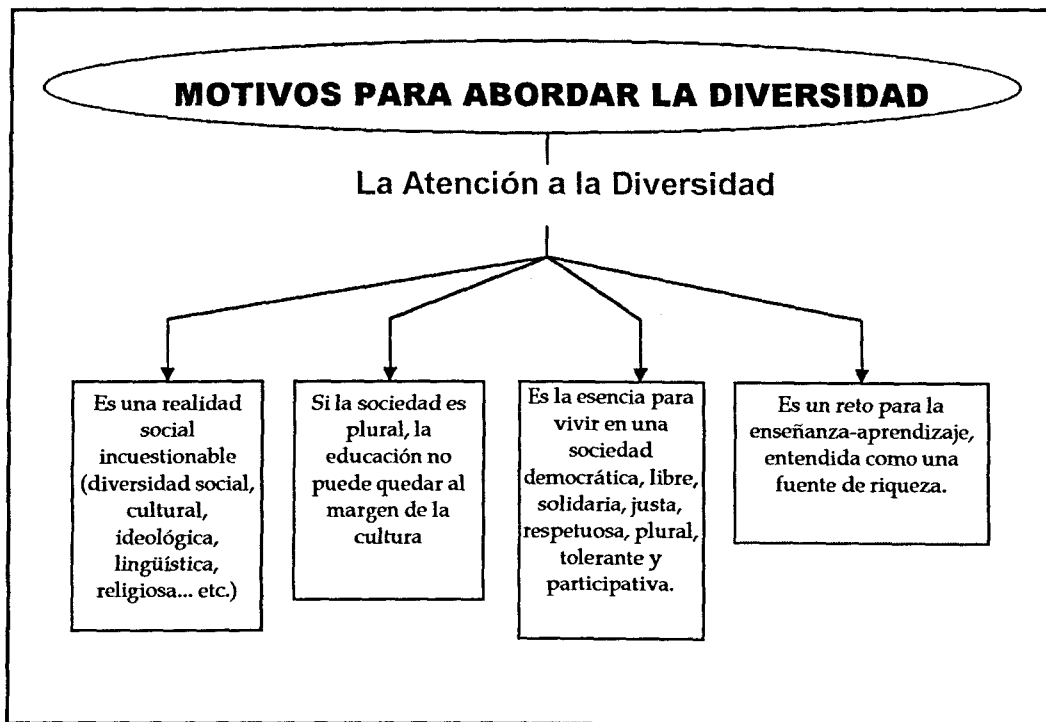 MOTIVOS PARA ABORDAR LA DIVERSIDAD
La Atención a la Diversidad
Es una realidad
social
incuestionable
(diversidad social,
cultural,
ideológica,
lingüística,
religiosa... etc.)
Si la sociedad es
plural, la
educación no
puede quedar al
margen de la
cultura
Es la esencia para
vivir en una
sociedad
democrática, libre,
solidaria, justa,
respetuosa, plural,
tolerante y
participativa.
Es un reto para la
enseñanza-aprendizaje,
entendida como una
fuente de riqueza.